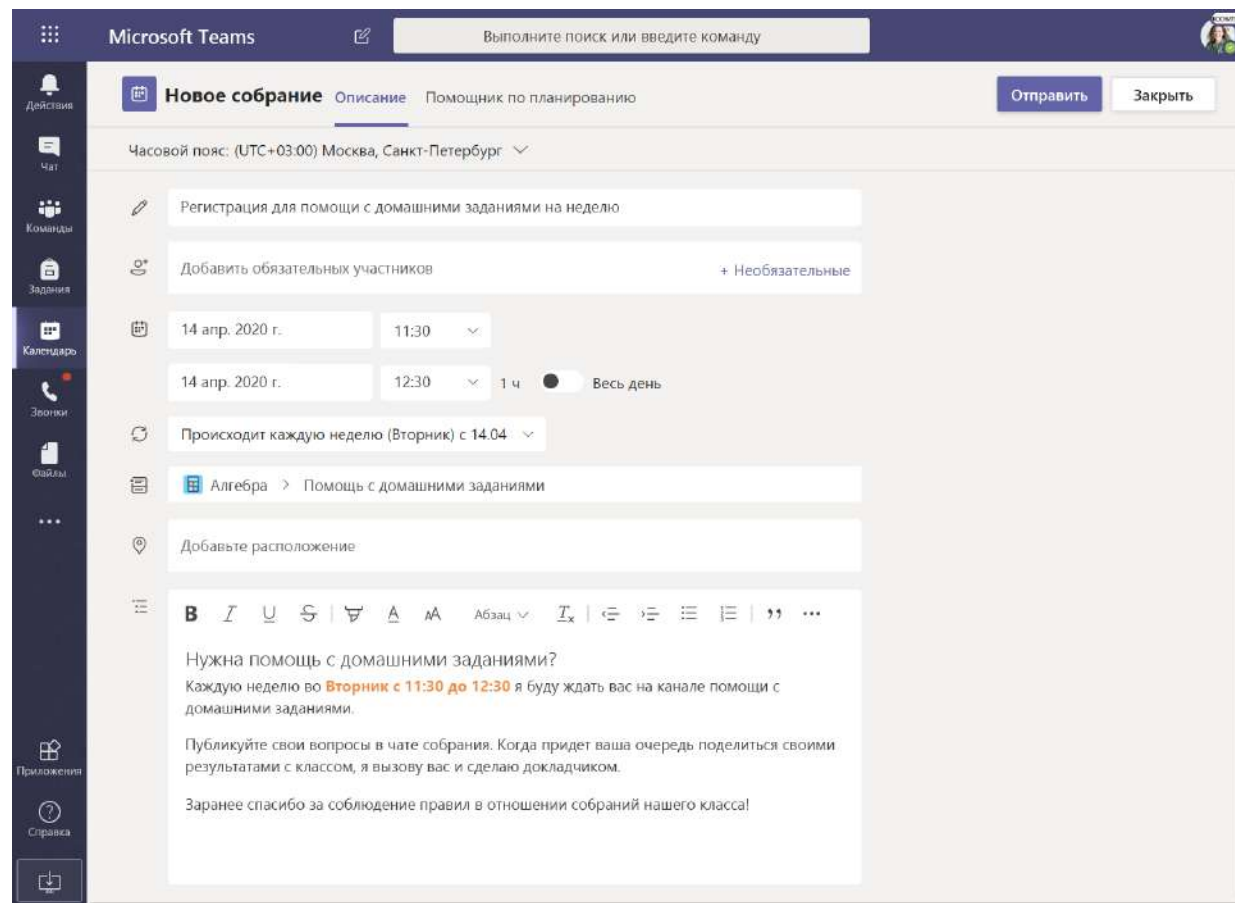 Microsoft Teams
Выполните поиск или введите команду
Действия
Новое собрание Описание Помощник по планированию
Отправить Закрыть
Часовой пояс: (UTC+03:00) Москва, Санкт-Петербург
Чат
Команды
Задания
Календарь
Звонки
Файлы
Регистрация для помощи с домашними заданиями на неделю
Добавить обязательных участников + Необязательные
14 апр. 2020 г. 11:30
14 апр. 2020 г. 12:30 1 ч Весь день
Происходит каждую неделю (Вторник) с 14.04
Алгебра > Помощь с домашними заданиями
Добавьте расположение
B I U S A AA Абзац Tx
Нужна помощь с домашними заданиями?
Каждую неделю во Вторник с 11:30 до 12:30 я буду ждать вас на канале помощи с
домашними заданиями.
Публикуйте свои вопросы в чате собрания. Когда придет ваша очередь поделиться своими
результатами с классом, я вызову вас и сделаю докладчиком.
Заранее спасибо за соблюдение правил в отношении собраний нашего класса!
Приложения
Справка